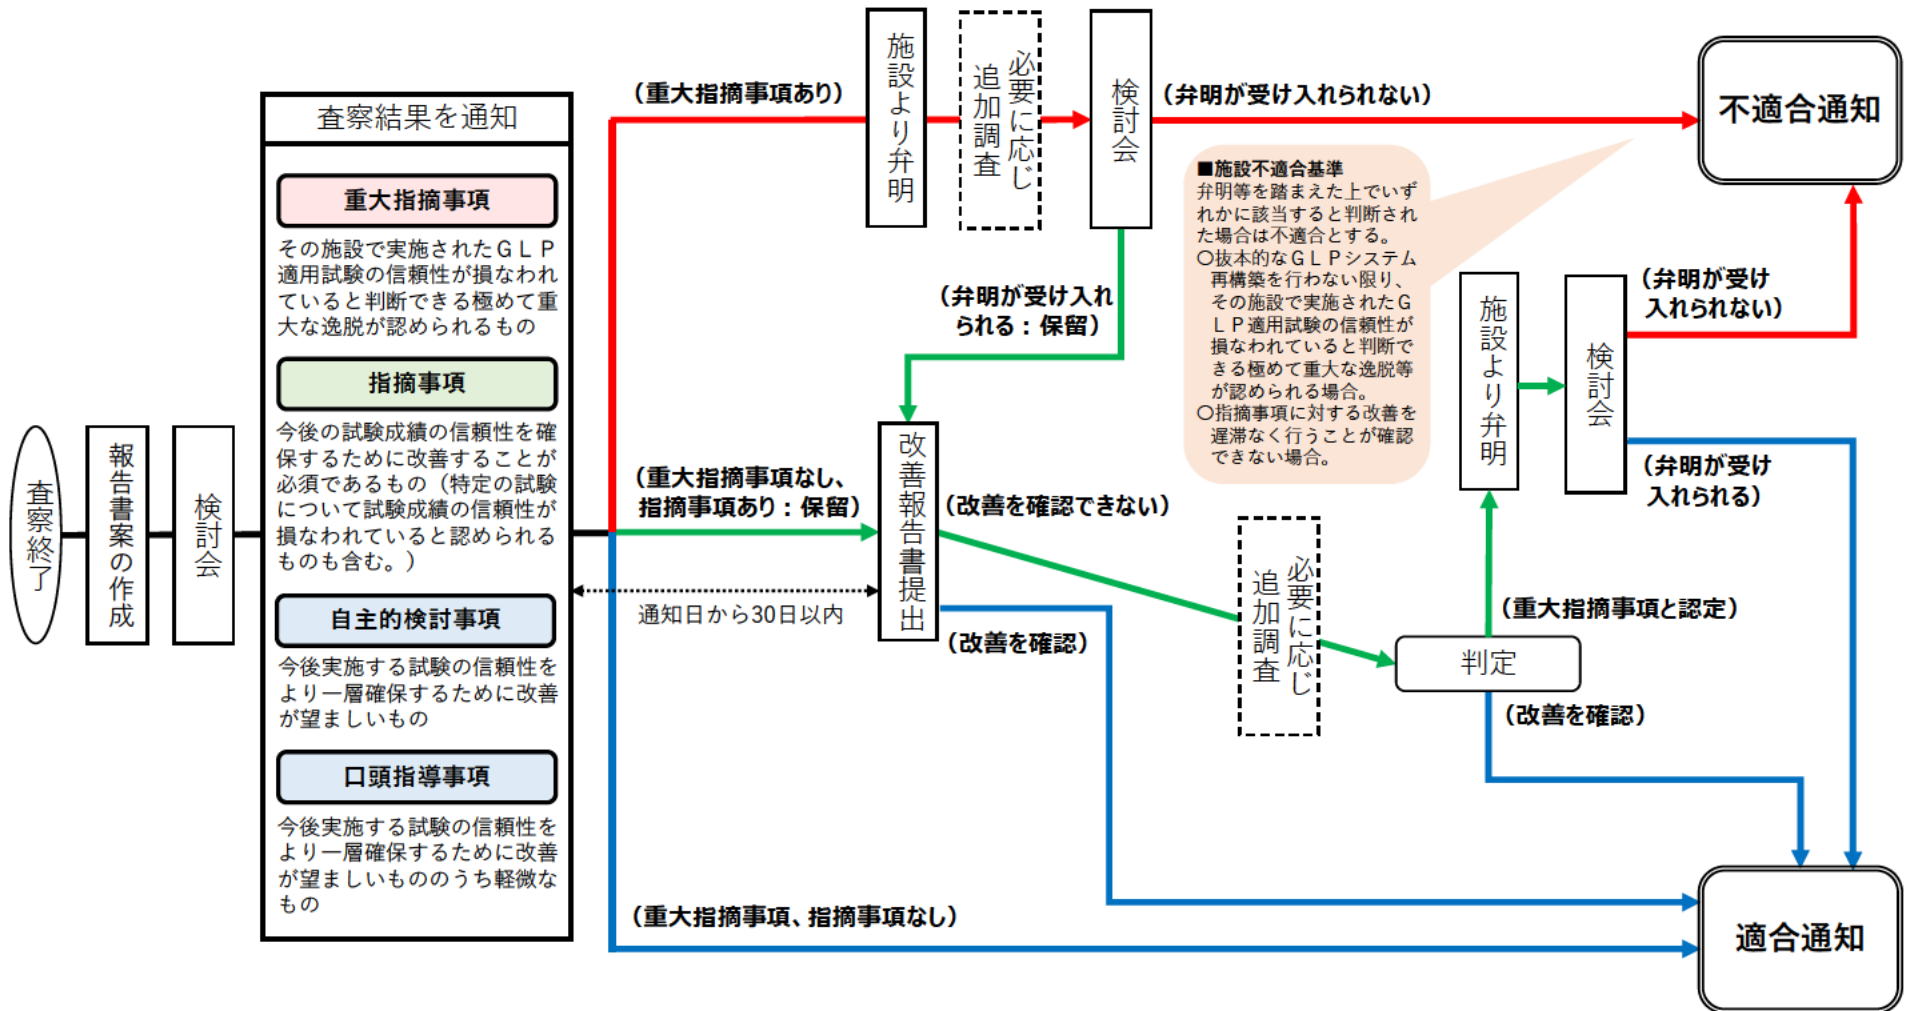 査察終了
報告書案の作成
検討会
査察結果を通知
重大指摘事項
その施設で実施されたＧＬＰ
適用試験の信頼性が損なわれ
ていると判断できる極めて重
大な逸脱が認められるもの
指摘事項
今後の試験成績の信頼性を確
保するために改善することが
必須であるもの（特定の試験
について試験成績の信頼性が
損なわれていると認められる
ものも含む。）
自主的検討事項
今後実施する試験の信頼性を
より一層確保するために改善
が望ましいもの
口頭指導事項
今後実施する試験の信頼性を
より一層確保するために改善
が望ましいもののうち軽微な
もの
（重大指摘事項あり）
施設より弁明
必要に応じ
追加調査
検討会
（弁明が受け入れられない）
不適合通知
■施設不適合基準
弁明等を踏まえた上でいず
れかに該当すると判断され
た場合は不適合とする。
○抜本的なＧＬＰシステム
再構築を行わない限り、
その施設で実施されたＧ
ＬＰ適用試験の信頼性が
損なわれていると判断で
きる極めて重大な逸脱等
が認められる場合。
○指摘事項に対する改善を
遅滞なく行うことが確認
できない場合。
（弁明が受け入れ
られる：保留）
（重大指摘事項なし、
指摘事項あり：保留）
通知日から30日以内
改善報告書提出
（改善を確認できない）
（改善を確認）
必要に応じ
追加調査
判定
（重大指摘事項と認定）
（改善を確認）
施設より弁明
検討会
（弁明が受け
入れられない）
（弁明が受け
入れられる）
（重大指摘事項、指摘事項なし）
適合通知